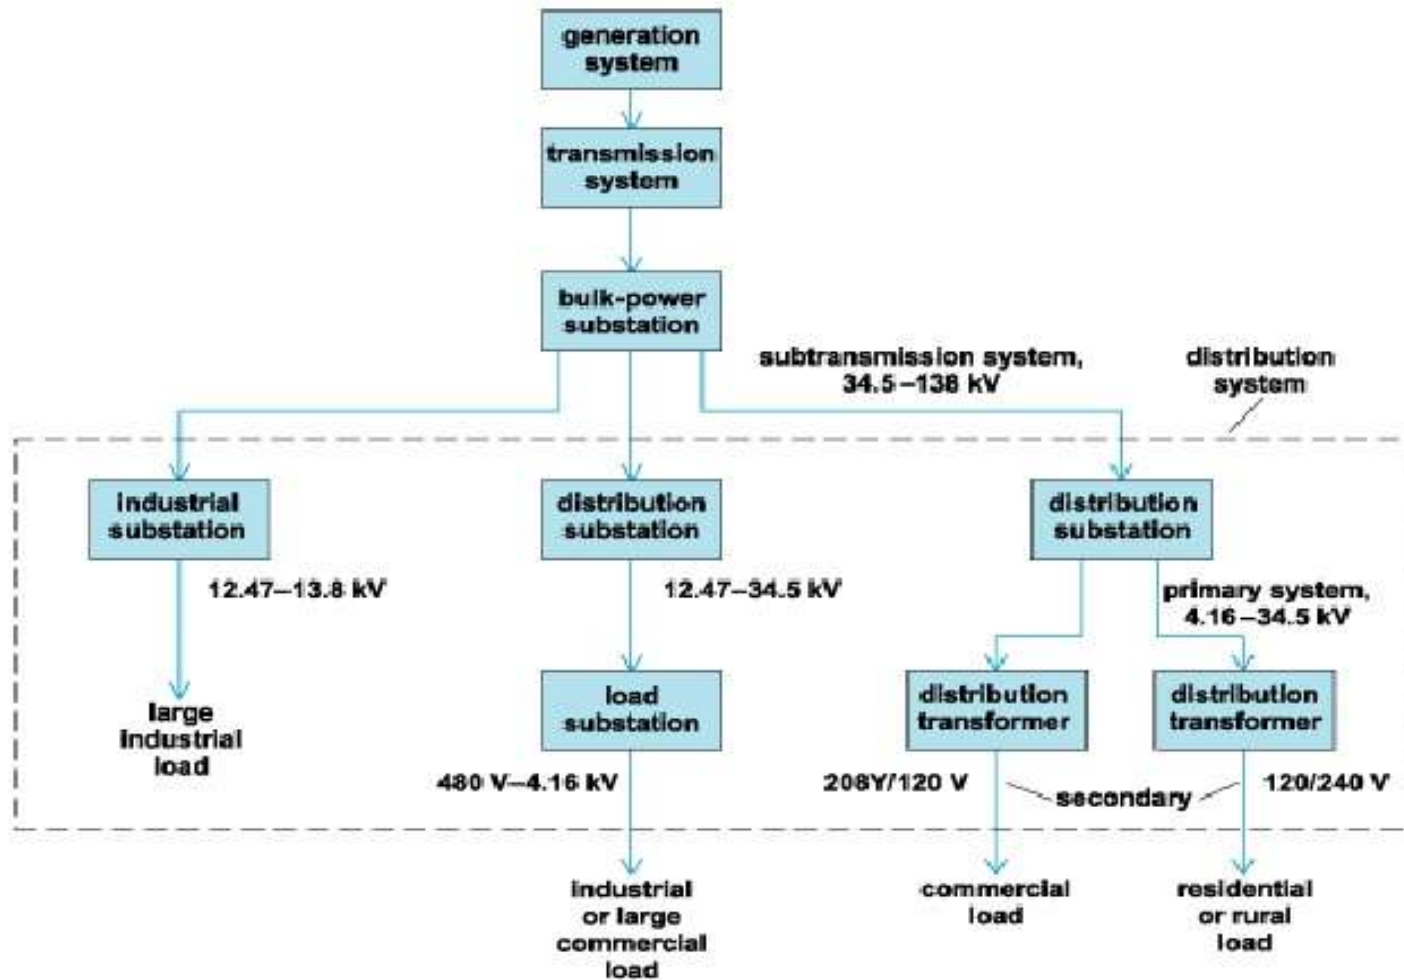 generation
system
transmission
system
bulk-power
substation
subtransmission system,
34.5–138 kV
distribution
system
industrial
substation
distribution
substation
distribution
substation
12.47–13.8 kV
12.47–34.5 kV
primary system,
4.16–34.5 kV
large
industrial
load
load
substation
distribution
transformer
distribution
transformer
480 V–4.16 kV
208Y/120 V
secondary
120/240 V
industrial
or large
commercial
load
commercial
load
residential
or rural
load